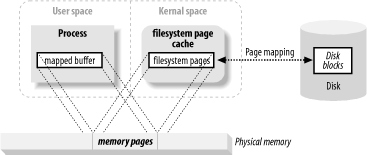 User space
Kernal space
Process
filesystem page
cache
mapped buffer
filesystem pages
Page mapping
Disk
blocks
Disk
memory pages
Physical memory